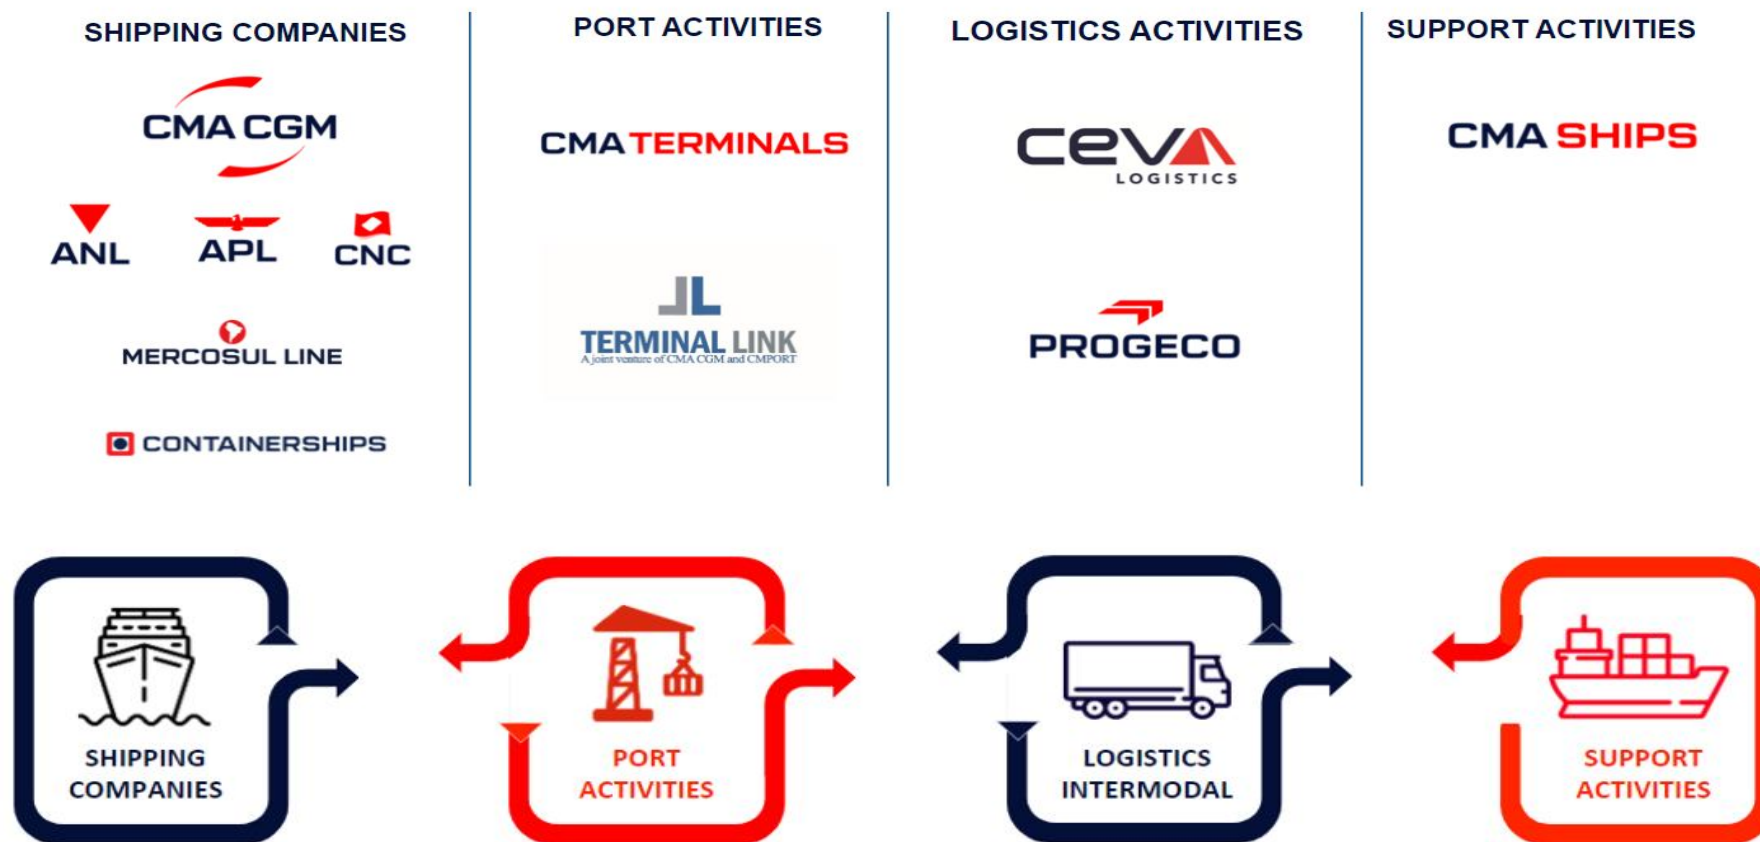 SHIPPING COMPANIES
CMA CGM
ANL
APL
CNC
MERCOSUL LINE
CONTAINERSHIPS
PORT ACTIVITIES
CMA TERMINALS
TERMINAL LINK
A joint venture of CMA CGM and CMPORT
LOGISTICS ACTIVITIES
CEVA
LOGISTICS
PROGECO
SUPPORT ACTIVITIES
CMA SHIPS
SHIPPING
COMPANIES
PORT
ACTIVITIES
LOGISTICS
INTERMODAL
SUPPORT
ACTIVITIES